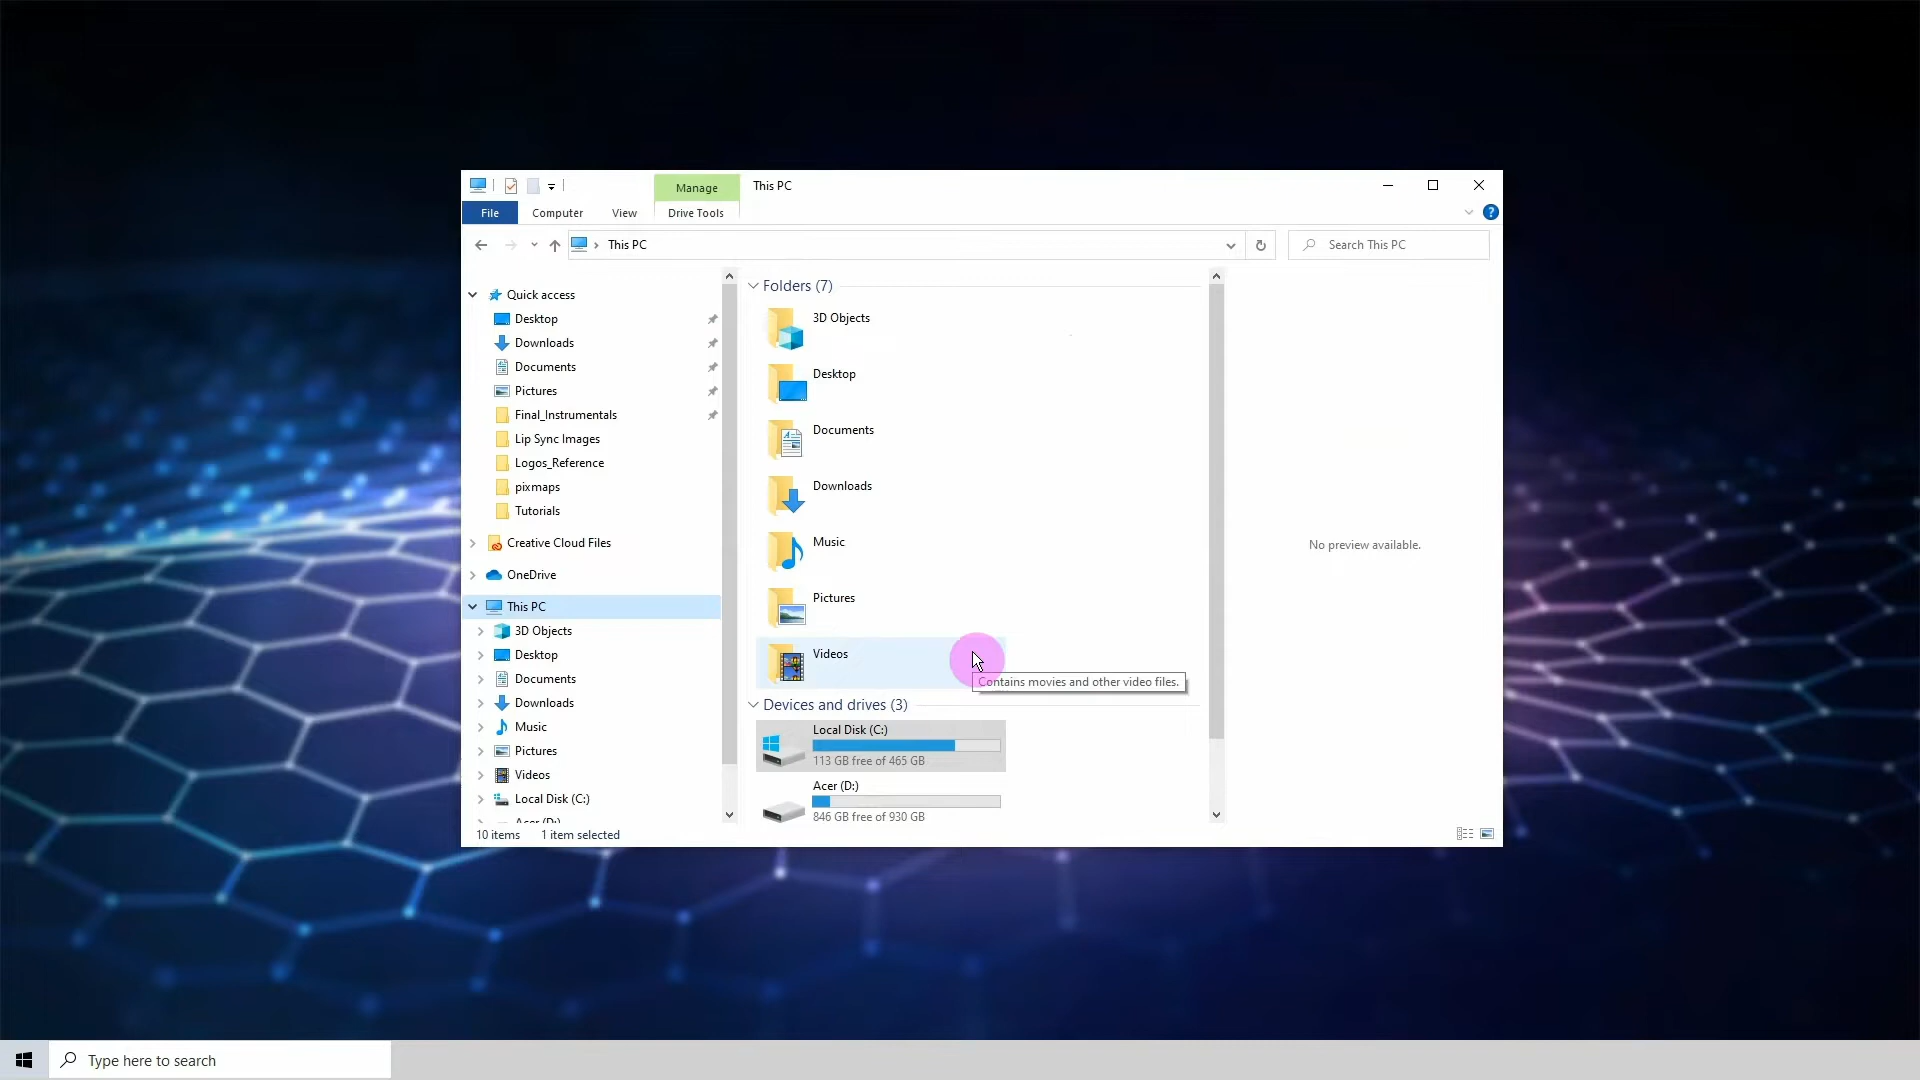 Manage
This PC
File
Computer
View
Drive Tools
?
This PC
Search This PC
Quick access
Desktop
Downloads
Documents
Pictures
Final_Instrumentals
Lip Sync Images
Logos_Reference
pixmaps
Tutorials
Creative Cloud Files
OneDrive
This PC
3D Objects
Desktop
Documents
Downloads
Music
Pictures
Videos
Local Disk (C:)
Acer (D:)
10 items
1 item selected
Folders (7)
3D Objects
Desktop
Documents
Downloads
Music
Pictures
Videos
Contains movies and other video files.
Devices and drives (3)
Local Disk (C:)
113 GB free of 465 GB
Acer (D:)
846 GB free of 930 GB
No preview available.
Type here to search